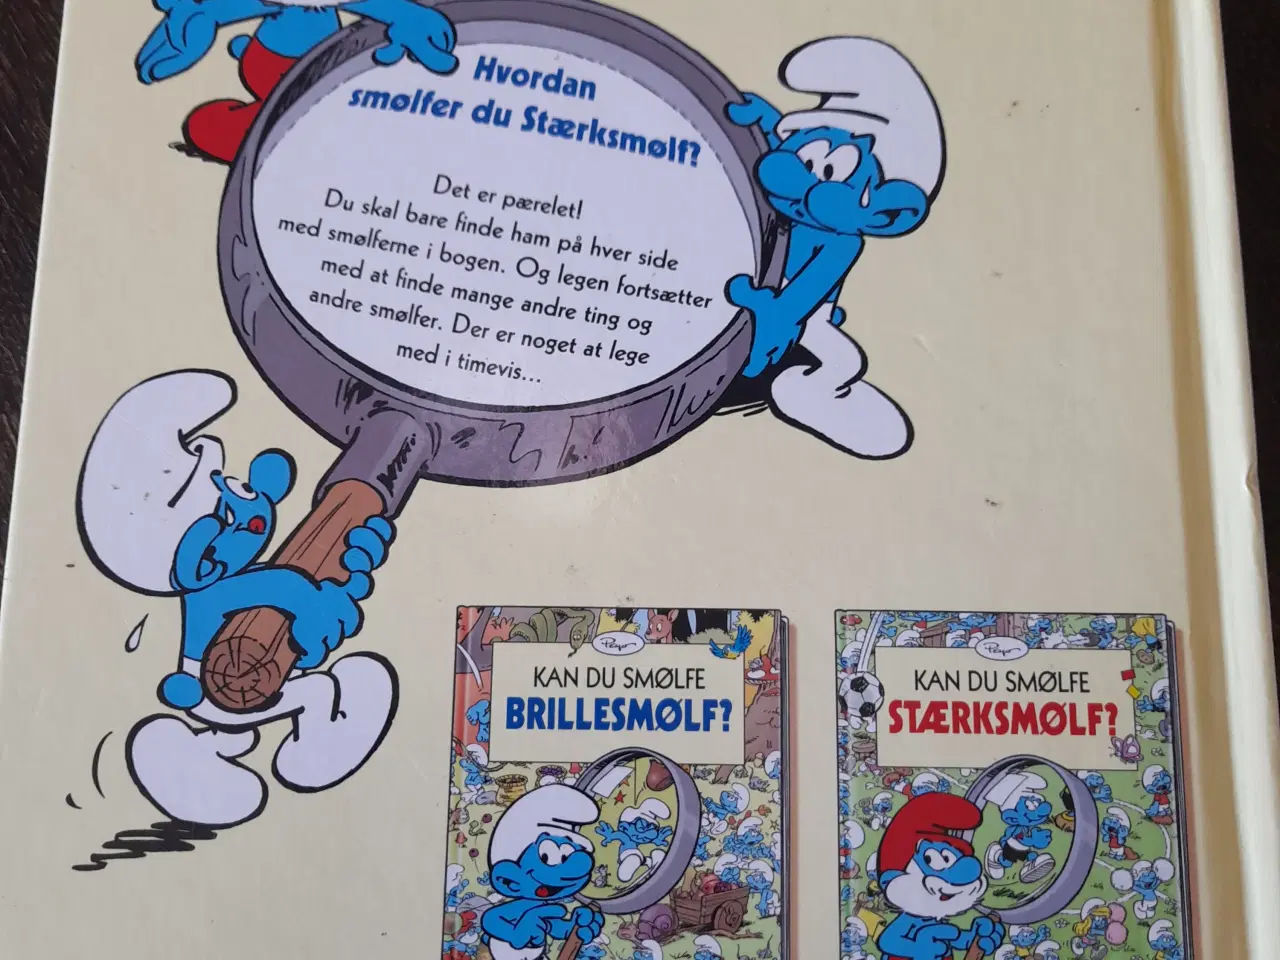 Hvordan
smølfer du Stærksmølf?
Det er pærelet!
Du skal bare finde ham på hver side
med smølferne i bogen. Og legen fortsætter
med at finde mange andre ting og
andre smølfer. Der er noget at lege
med i timevis...
Peyo
KAN DU SMØLFE
BRILLESMØLF?
Peyo
KAN DU SMØLFE
STÆRKSMØLF?